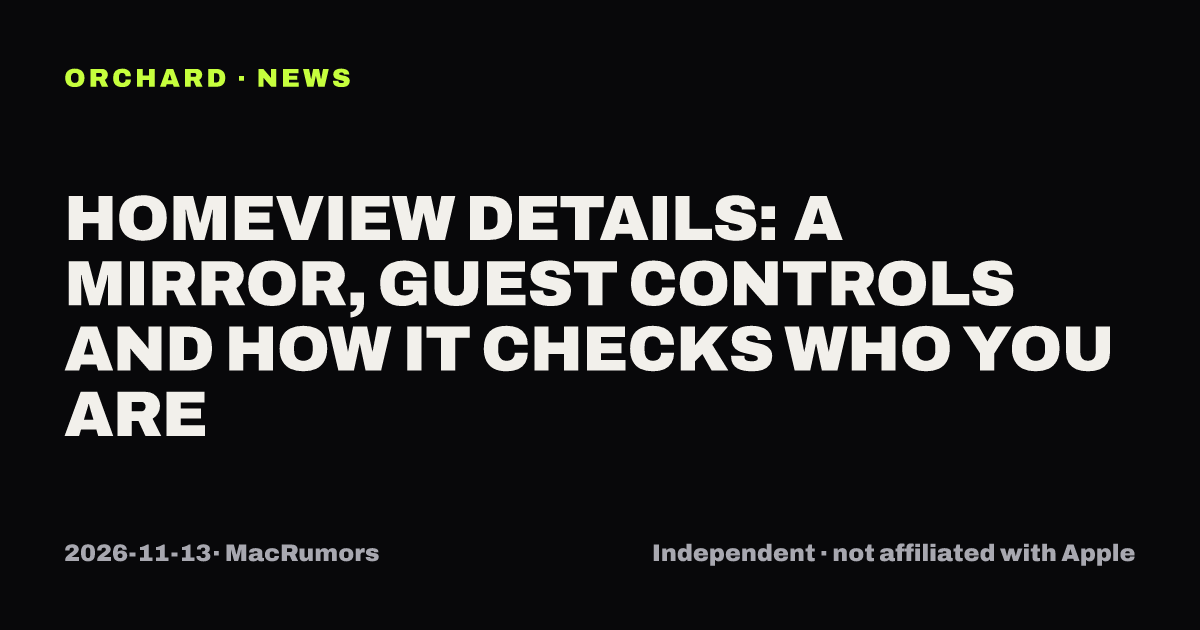 ORCHARD · NEWS
HOMEVIEW DETAILS: A
MIRROR, GUEST CONTROLS
AND HOW IT CHECKS WHO YOU
ARE
2026-11-13· MacRumors
Independent · not affiliated with Apple